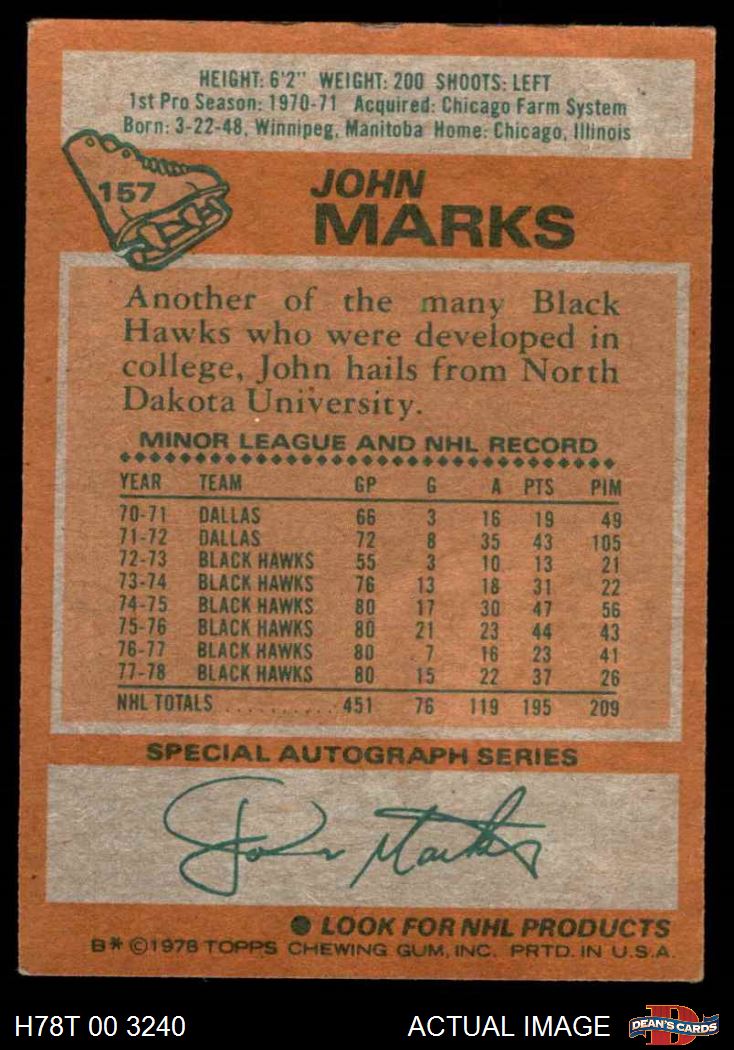 HEIGHT: 6'2" WEIGHT: 200 SHOOTS: LEFT
1st Pro Season: 1970-71 Acquired: Chicago Farm System
Born: 3-22-48, Winnipeg, Manitoba Home: Chicago, Illinois
157
JOHN
MARKS
Another of the many Black
Hawks who were developed in
college, John hails from North
Dakota University.
MINOR LEAGUE AND NHL RECORD
YEAR TEAM GP G A PTS PIM
70-71 DALLAS 66 3 16 19 49
71-72 DALLAS 72 8 35 43 105
72-73 BLACK HAWKS 55 3 10 13 21
73-74 BLACK HAWKS 76 13 18 31 22
74-75 BLACK HAWKS 80 17 30 47 56
75-76 BLACK HAWKS 80 21 23 44 43
76-77 BLACK HAWKS 80 7 16 23 41
77-78 BLACK HAWKS 80 15 22 37 26
NHL TOTALS .......... 451 76 119 195 209
SPECIAL AUTOGRAPH SERIES
John Marks
● LOOK FOR NHL PRODUCTS
B* © 1978 TOPPS CHEWING GUM, INC. PRTD. IN U.S.A.
H78T 00 3240 ACTUAL IMAGE D DEAN'S CARDS